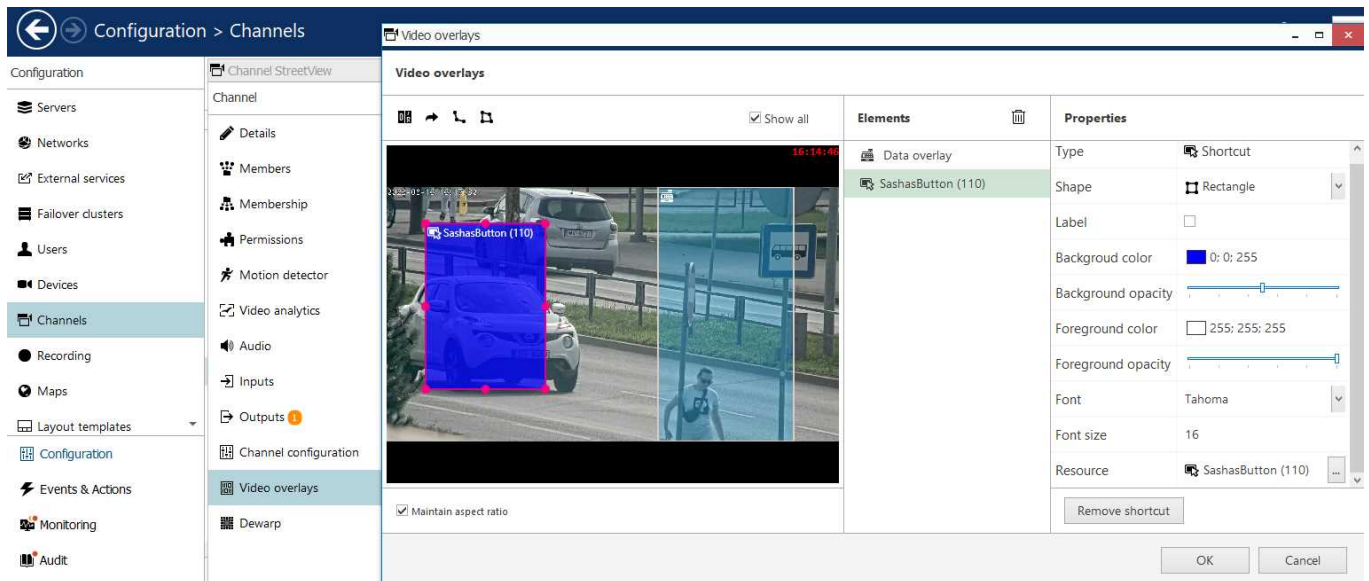 Configuration > Channels
Configuration
Servers
Networks
External services
Failover clusters
Users
Devices
Channels
Recording
Maps
Layout templates
Configuration
Events & Actions
Monitoring
Audit
Channel StreetView
Channel
Details
Members
Membership
Permissions
Motion detector
Video analytics
Audio
Inputs
Outputs 1
Channel configuration
Video overlays
Dewarp
Video overlays
Video overlays
Show all
16:14:46
SashasButton (110)
Maintain aspect ratio
Elements
Data overlay
SashasButton (110)
Properties
Type Shortcut
Shape Rectangle
Label
Backgroud color 0; 0; 255
Background opacity
Foreground color 255; 255; 255
Foreground opacity
Font Tahoma
Font size 16
Resource SashasButton (110) ...
Remove shortcut
OK Cancel